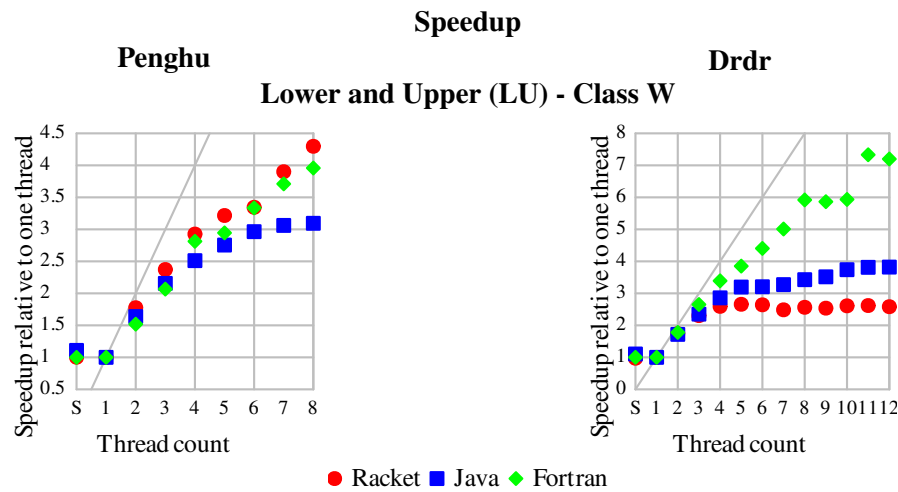 Speedup
Penghu Drdr
Lower and Upper (LU) - Class W
Speedup relative to one thread
4.5
4
3.5
3
2.5
2
1.5
1
0.5
S 1 2 3 4 5 6 7 8
Thread count
Speedup relative to one thread
8
7
6
5
4
3
2
1
0
S 1 2 3 4 5 6 7 8 9 10 11 12
Thread count
Racket Java Fortran